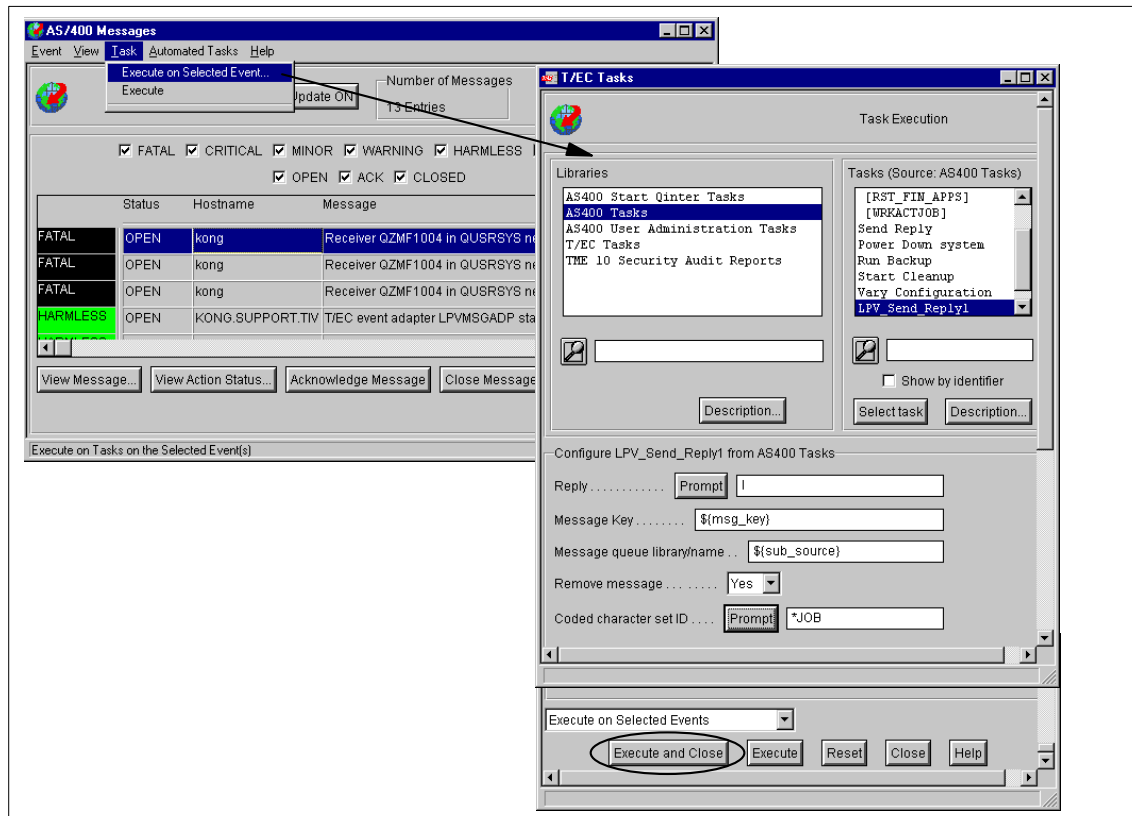 AS/400 Messages
Event View Task Automated Tasks Help
Execute on Selected Event...
Execute
Update ON
Number of Messages
13 Entries
FATAL CRITICAL MINOR WARNING HARMLESS
OPEN ACK CLOSED
Status Hostname Message
FATAL OPEN kong Receiver QZMF1004 in QUSRSYS ne
FATAL OPEN kong Receiver QZMF1004 in QUSRSYS ne
FATAL OPEN kong Receiver QZMF1004 in QUSRSYS ne
HARMLESS OPEN KONG.SUPPORT.TIV T/EC event adapter LPVMSGADP sta
View Message... View Action Status... Acknowledge Message Close Message
Execute on Tasks on the Selected Event(s)
T/EC Tasks
Task Execution
Libraries
AS400 Start Qinter Tasks
AS400 Tasks
AS400 User Administration Tasks
T/EC Tasks
TME 10 Security Audit Reports
Description...
Tasks (Source: AS400 Tasks)
[RST_FIN_APPS]
[WRKACTJOB]
Send Reply
Power Down system
Run Backup
Start Cleanup
Vary Configuration
LPV_Send_Reply1
Show by identifier
Select task Description...
Configure LPV_Send_Reply1 from AS400 Tasks
Reply . . . . . . . . . . . . Prompt I
Message Key . . . . . . . . ${msg_key}
Message queue library/name . . ${sub_source}
Remove message . . . . . . . . Yes
Coded character set ID . . . . Prompt *JOB
Execute on Selected Events
Execute and Close Execute Reset Close Help